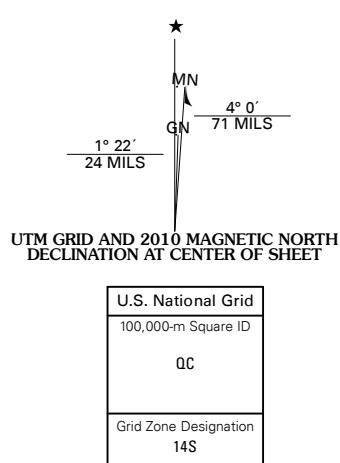 ★
MN
GN
4° 0´
71 MILS
1° 22´
24 MILS
UTM GRID AND 2010 MAGNETIC NORTH
DECLINATION AT CENTER OF SHEET
U.S. National Grid
100,000-m Square ID
QC
Grid Zone Designation
14S